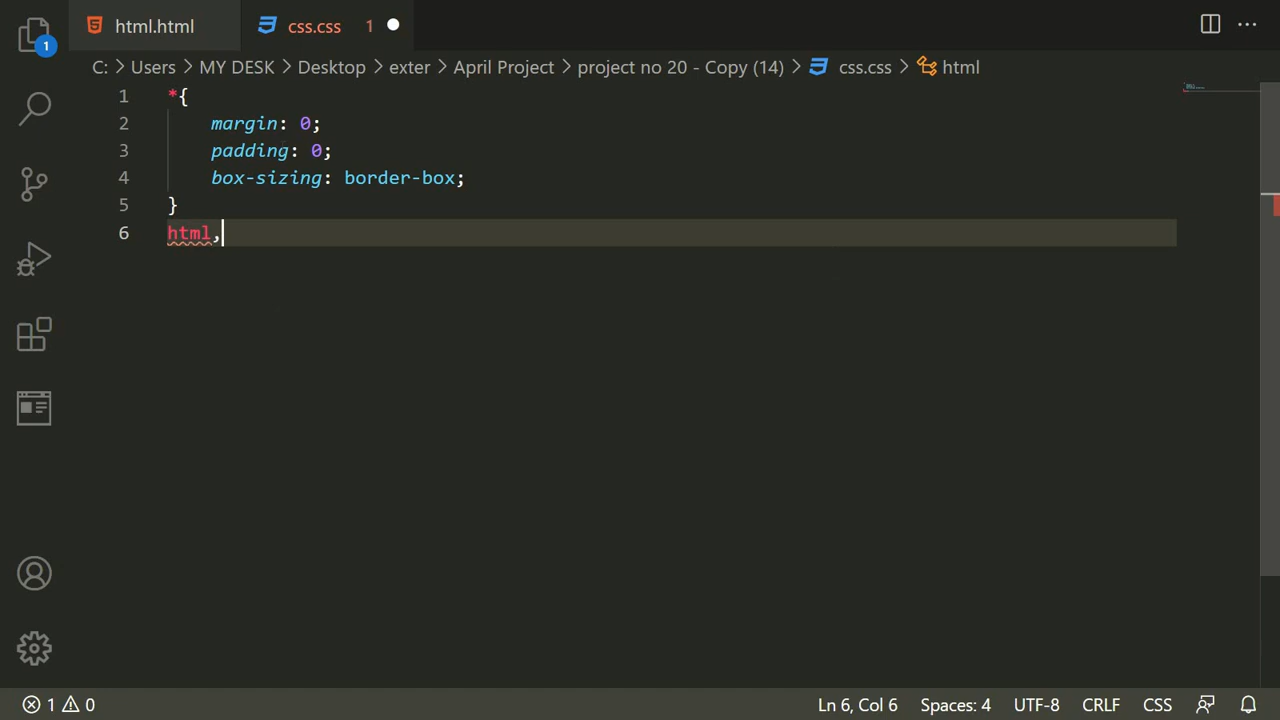 1
html.html
css.css 1
C: > Users > MY DESK > Desktop > exter > April Project > project no 20 - Copy (14) > css.css > html
1 *{
2 margin: 0;
3 padding: 0;
4 box-sizing: border-box;
5 }
6 html,
1 0
Ln 6, Col 6 Spaces: 4 UTF-8 CRLF CSS